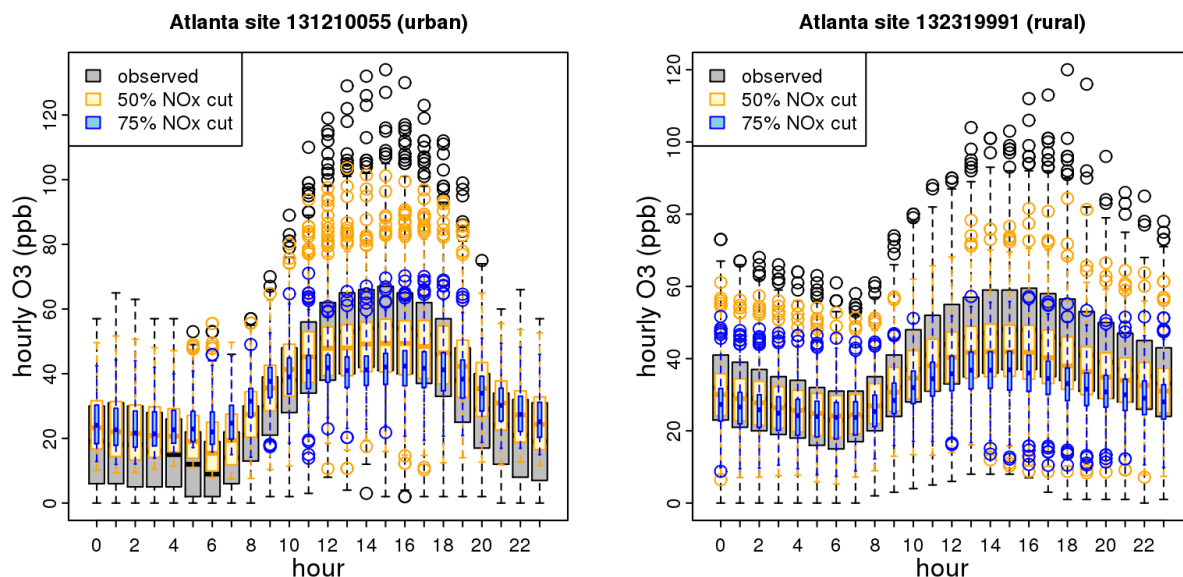 Atlanta site 131210055 (urban)
observed
50% NOx cut
75% NOx cut
hourly O3 (ppb)
0 20 40 60 80 100 120
0 2 4 6 8 10 12 14 16 18 20 22
hour
Atlanta site 132319991 (rural)
observed
50% NOx cut
75% NOx cut
hourly O3 (ppb)
0 20 40 60 80 100 120
0 2 4 6 8 10 12 14 16 18 20 22
hour